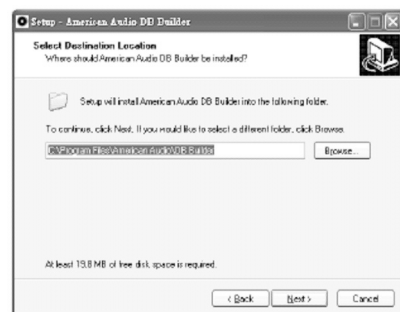 Setup - American Audio DB Builder
Select Destination Location
Where should American Audio DB Builder be installed?
Setup will install American Audio DB Builder into the following folder.
To continue, click Next. If you would like to select a different folder, click Browse.
C:\Program Files\American Audio\DB Builder
Browse...
At least 19.8 MB of free disk space is required.
< Back
Next >
Cancel